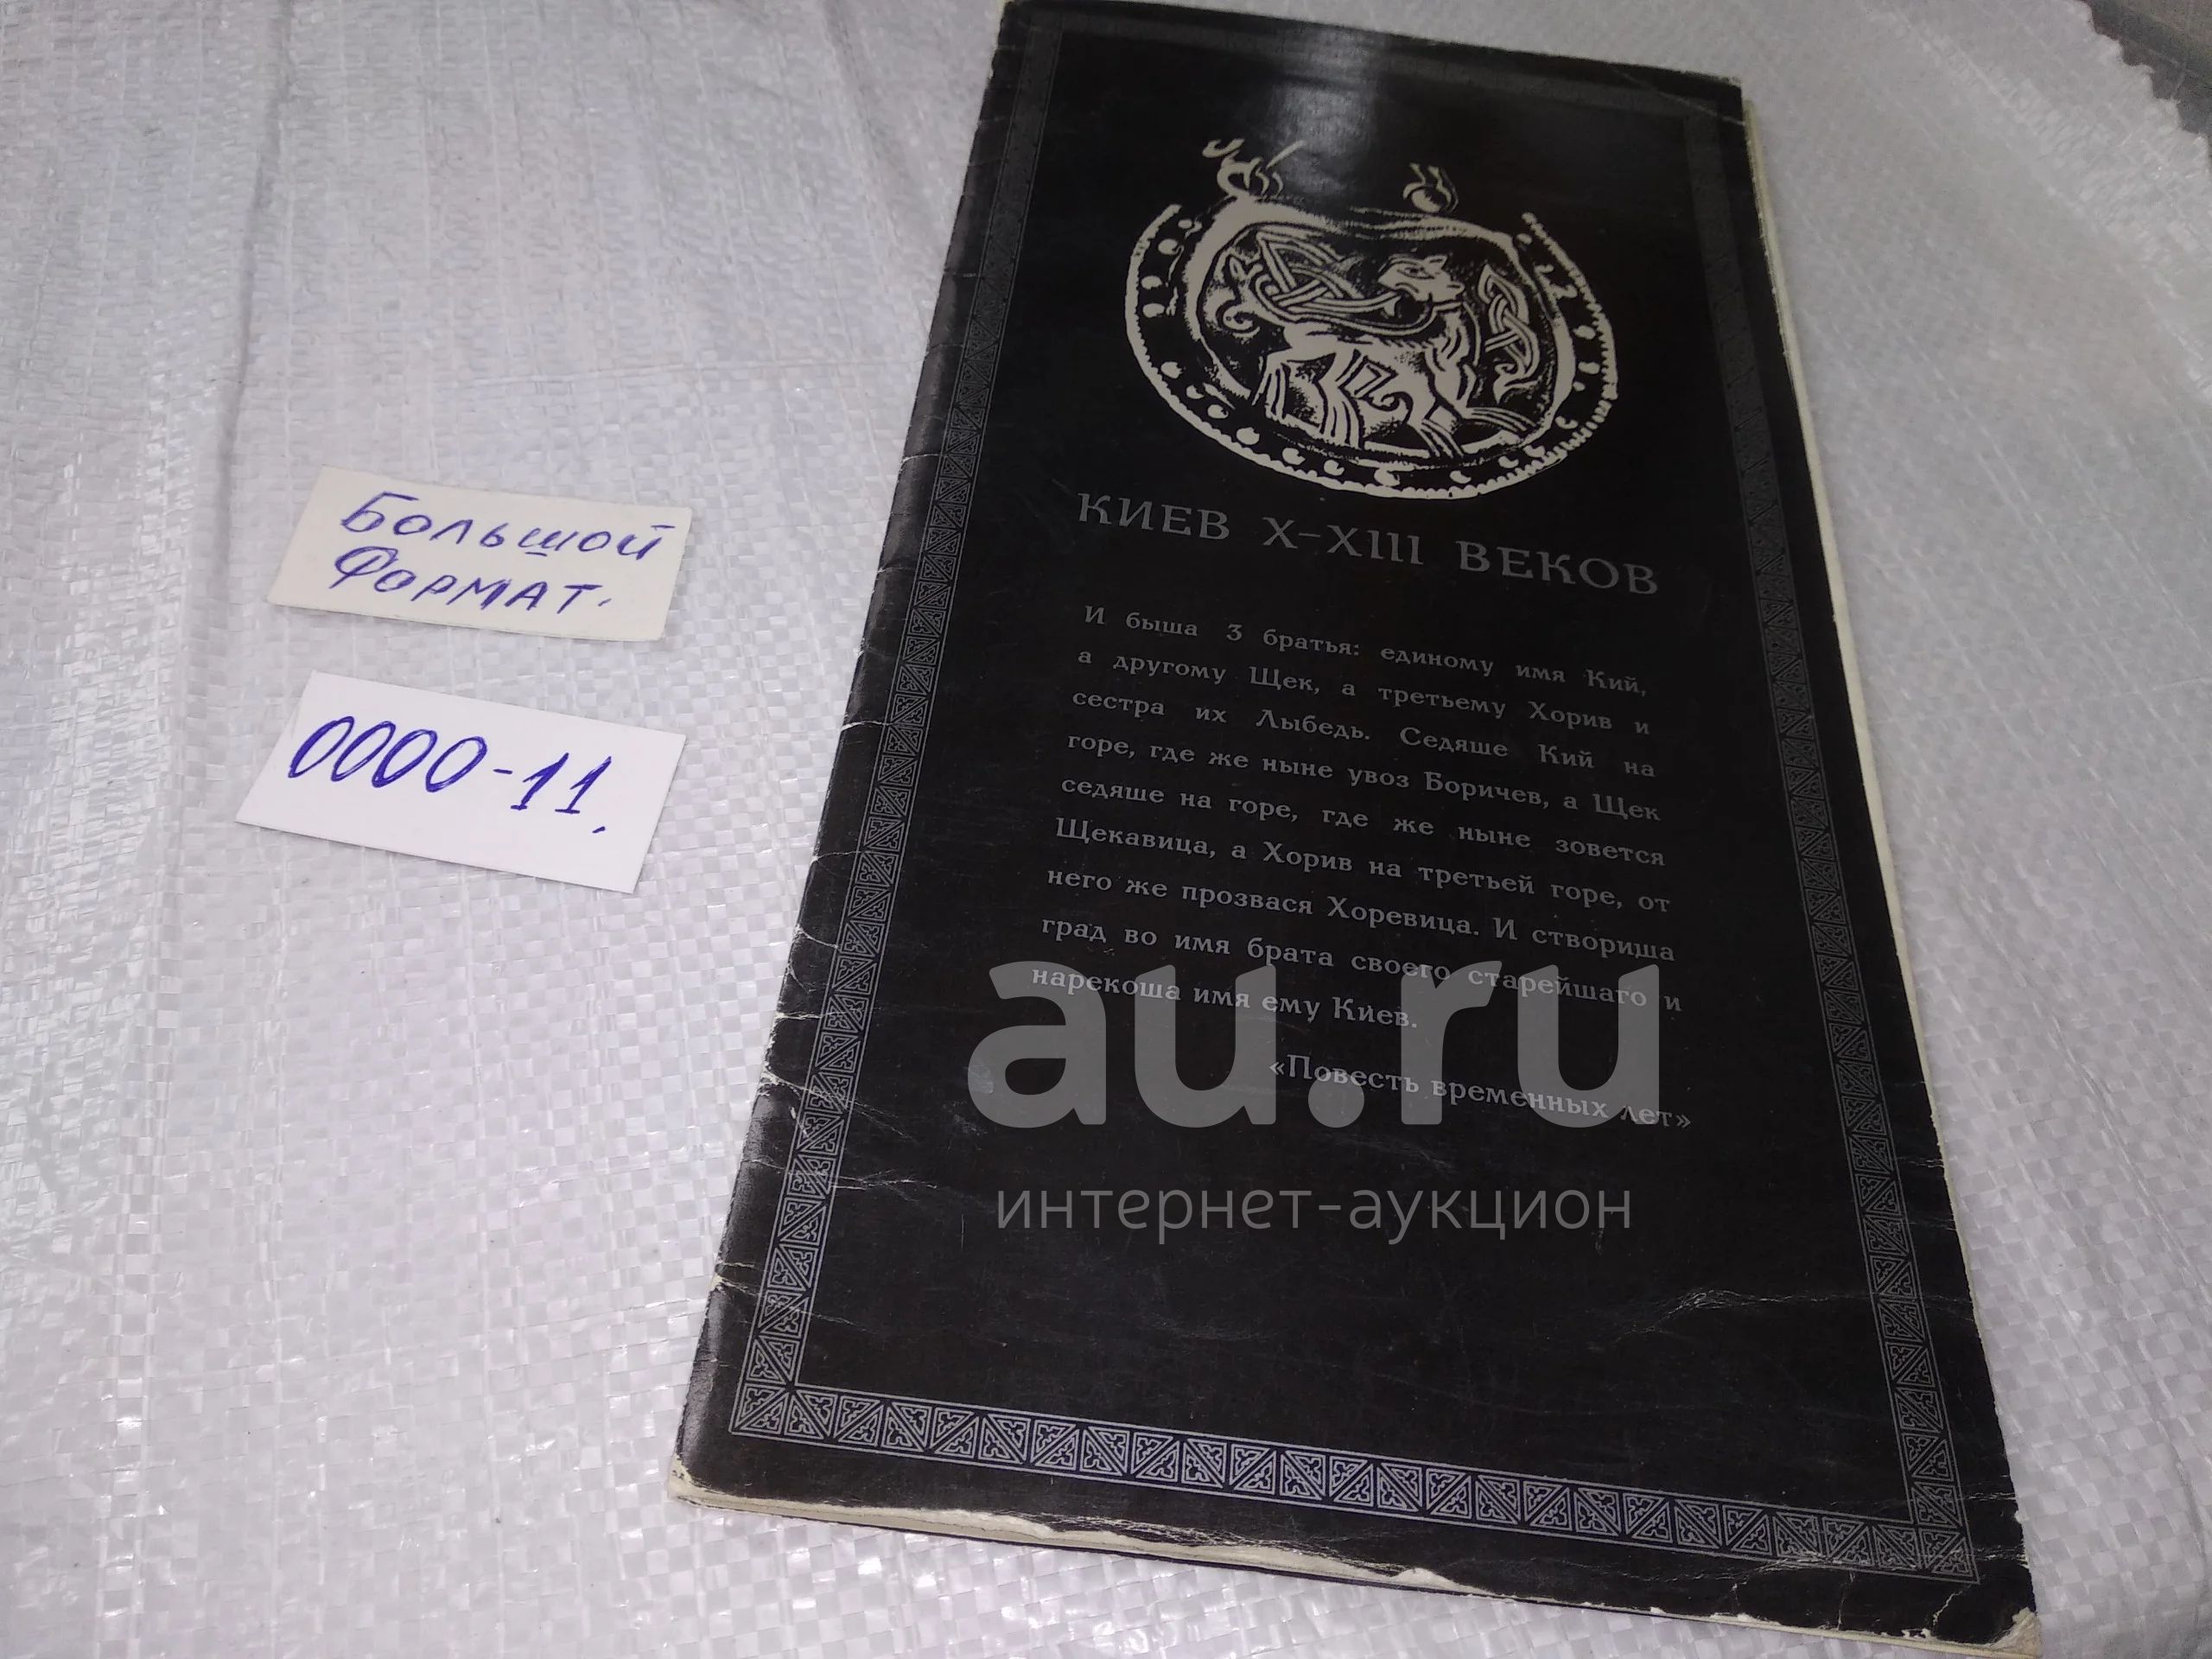 Большой
Формат.
0000-11.
КИЕВ X-XIII ВЕКОВ
И быша 3 братья: единому имя Кий,
а другому Щек, а третьему Хорив и
сестра их Лыбедь. Седяше Кий на
горе, где же ныне увоз Боричев, а Щек
седяше на горе, где же ныне зовется
Щекавица, а Хорив на третьей горе, от
него же прозвася Хоревица. И створиша
град во имя брата своего старейшаго и
нарекоша имя ему Киев.
«Повесть временных лет»
au.ru
интернет-аукцион